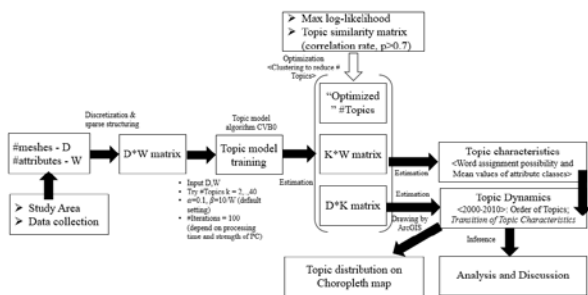 ➢ Max log-likelihood
➢ Topic similarity matrix
(correlation rate, p>0.7)
Optimization
<Clustering to reduce #
Topics>
Discretization &
sparse structuring
Topic model
algorithm CVB0
"Optimized
" #Topics
#meshes - D
#attributes - W
D*W matrix
Topic model
training
K*W matrix
D*K matrix
Estimation
• Input D,W
• Try #Topics k = 2, ..40
• α=0.1, β=10/W (default
setting)
• #Iterations = 100
(depend on processing
time and strength of PC)
➢ Study Area
➢ Data collection
Estimation
Topic characteristics
<Word assignment possibility and
Mean values of attribute classes>
Estimation
Topic Dynamics
<2000-2010>: Order of Topics;
Transition of Topic Characteristics
Drawing by
ArcGIS
Inference
Topic distribution on
Choropleth map
Analysis and Discussion